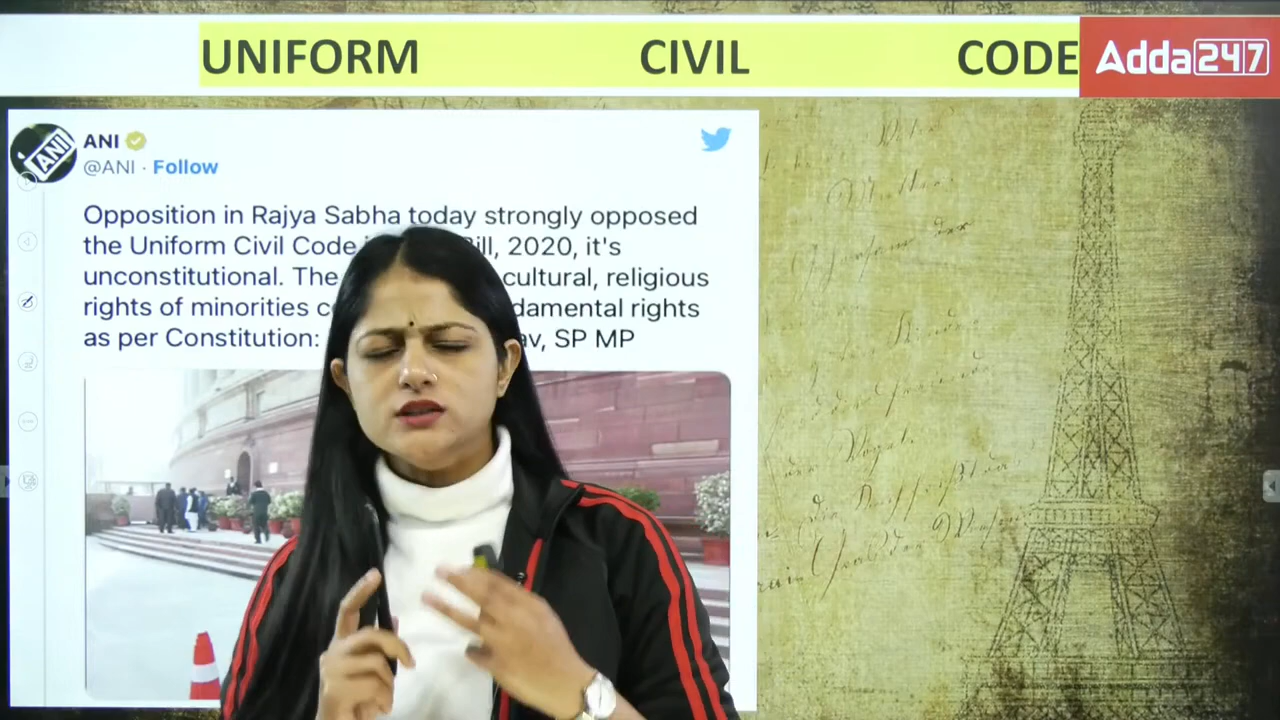 UNIFORM CIVIL CODE
Adda247
ANI
ANI
@ANI · Follow
Opposition in Rajya Sabha today strongly opposed
the Uniform Civil Code Bill, 2020, it's
unconstitutional. The cultural, religious
rights of minorities damental rights
as per Constitution: av, SP MP